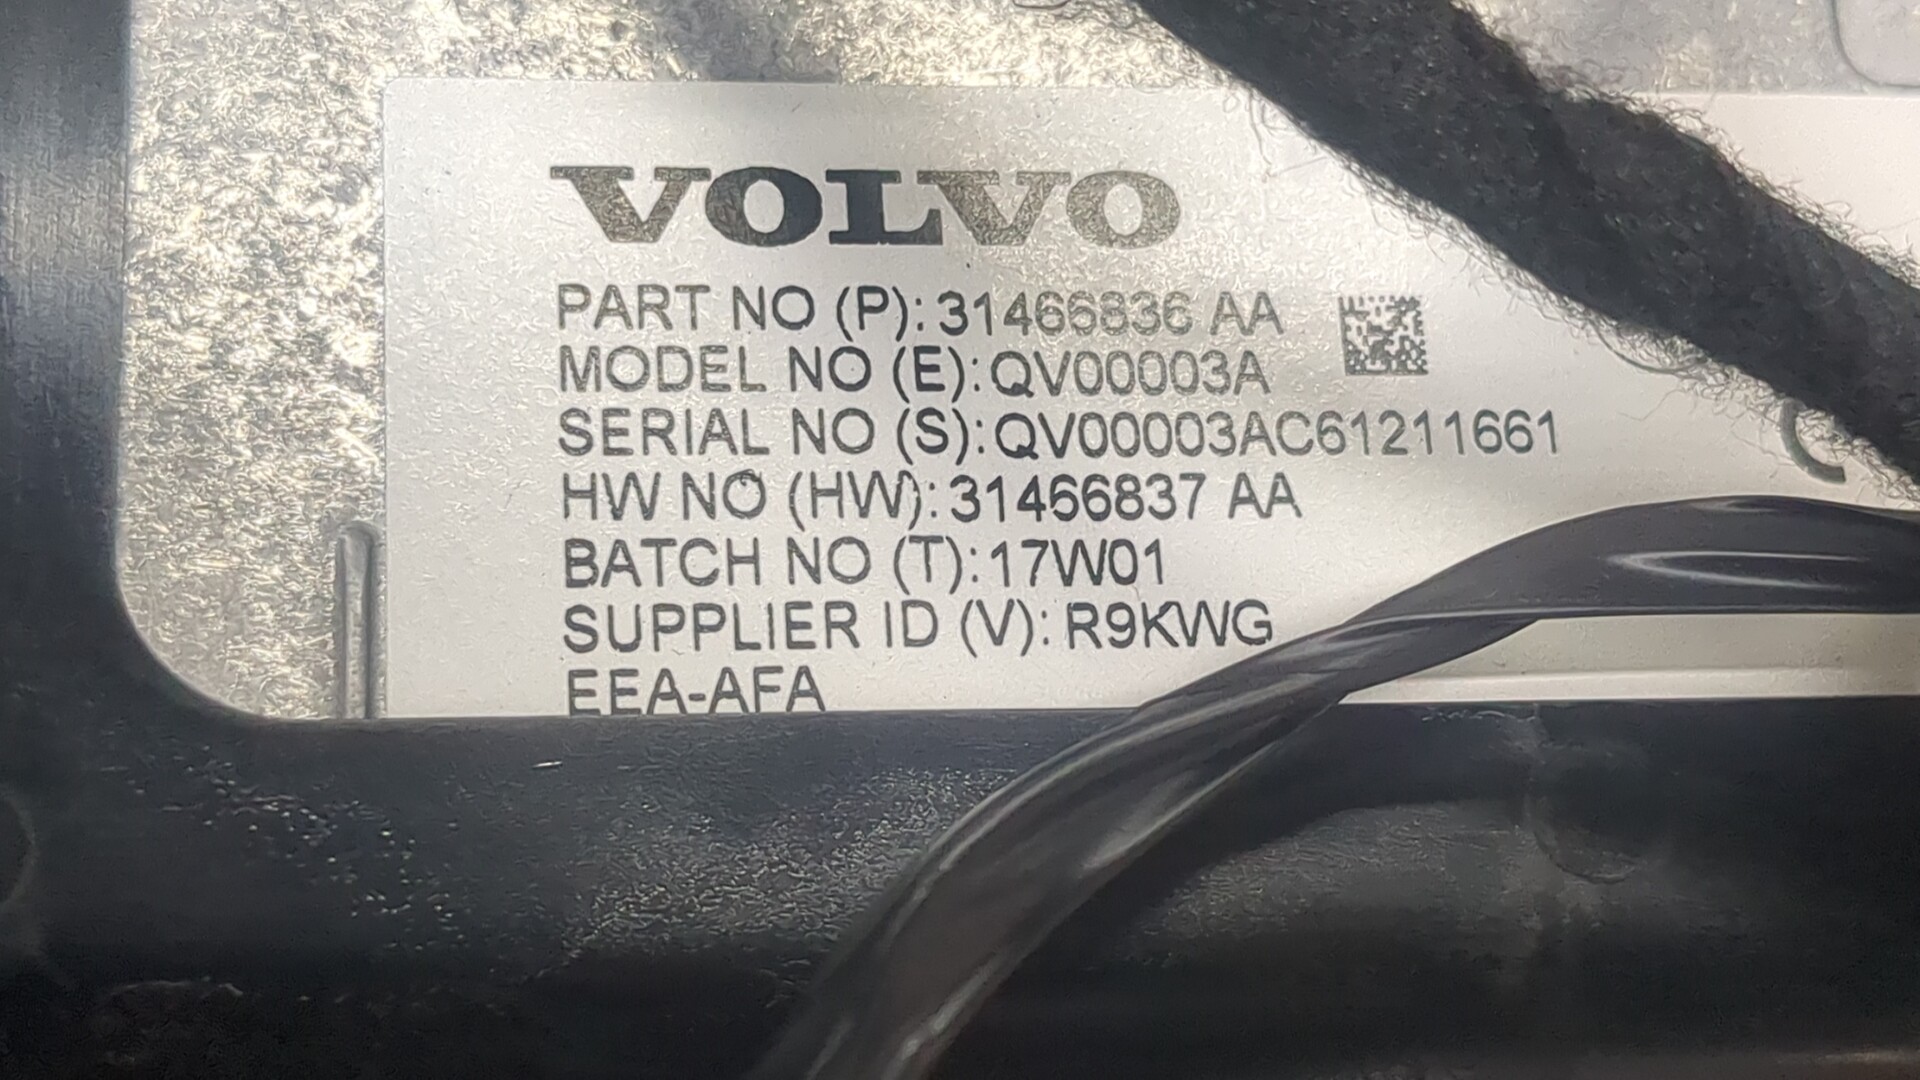 VOLVO
PART NO (P): 31466836 AA
MODEL NO (E): QV00003A
SERIAL NO (S): QV00003AC61211661
HW NO (HW): 31466837 AA
BATCH NO (T): 17W01
SUPPLIER ID (V): R9KWG
EEA-AFA